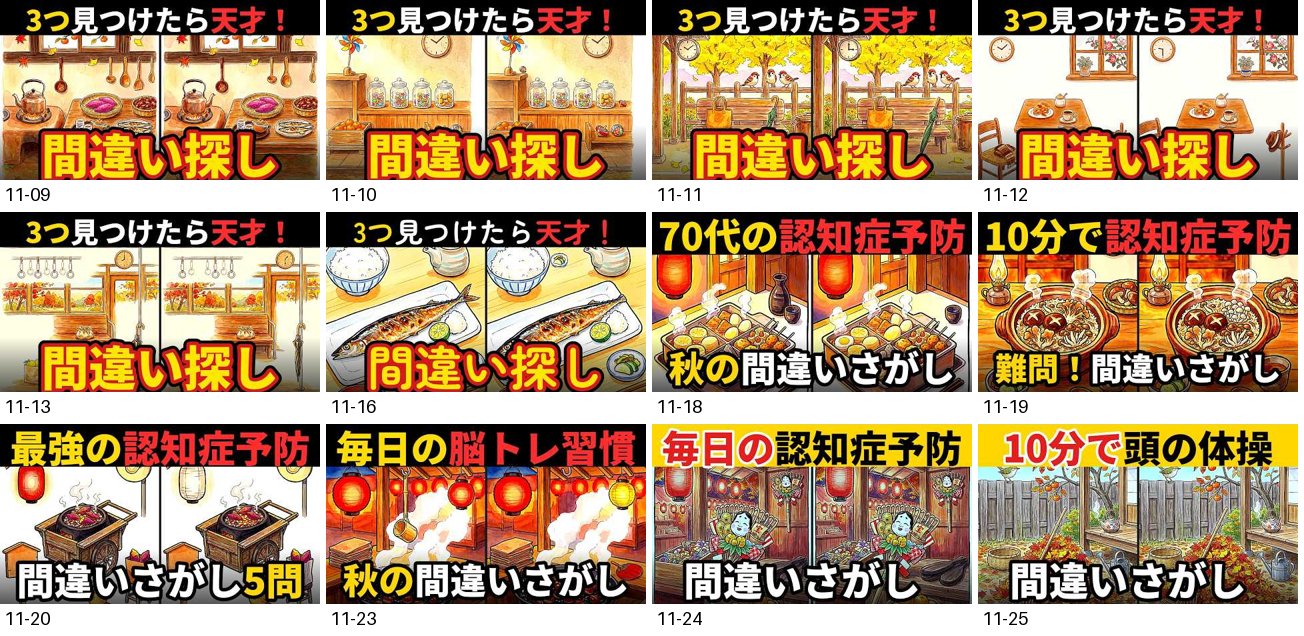 3つ見つけたら天才！
間違い探し
11-09
3つ見つけたら天才！
間違い探し
11-10
3つ見つけたら天才！
間違い探し
11-11
3つ見つけたら天才！
間違い探し
11-12
3つ見つけたら天才！
間違い探し
11-13
3つ見つけたら天才！
間違い探し
11-16
70代の認知症予防
秋の間違いさがし
11-18
10分で認知症予防
難問！間違いさがし
11-19
最強の認知症予防
間違いさがし5問
11-20
毎日の脳トレ習慣
秋の間違いさがし
11-23
毎日の認知症予防
間違いさがし
11-24
10分で頭の体操
間違いさがし
11-25